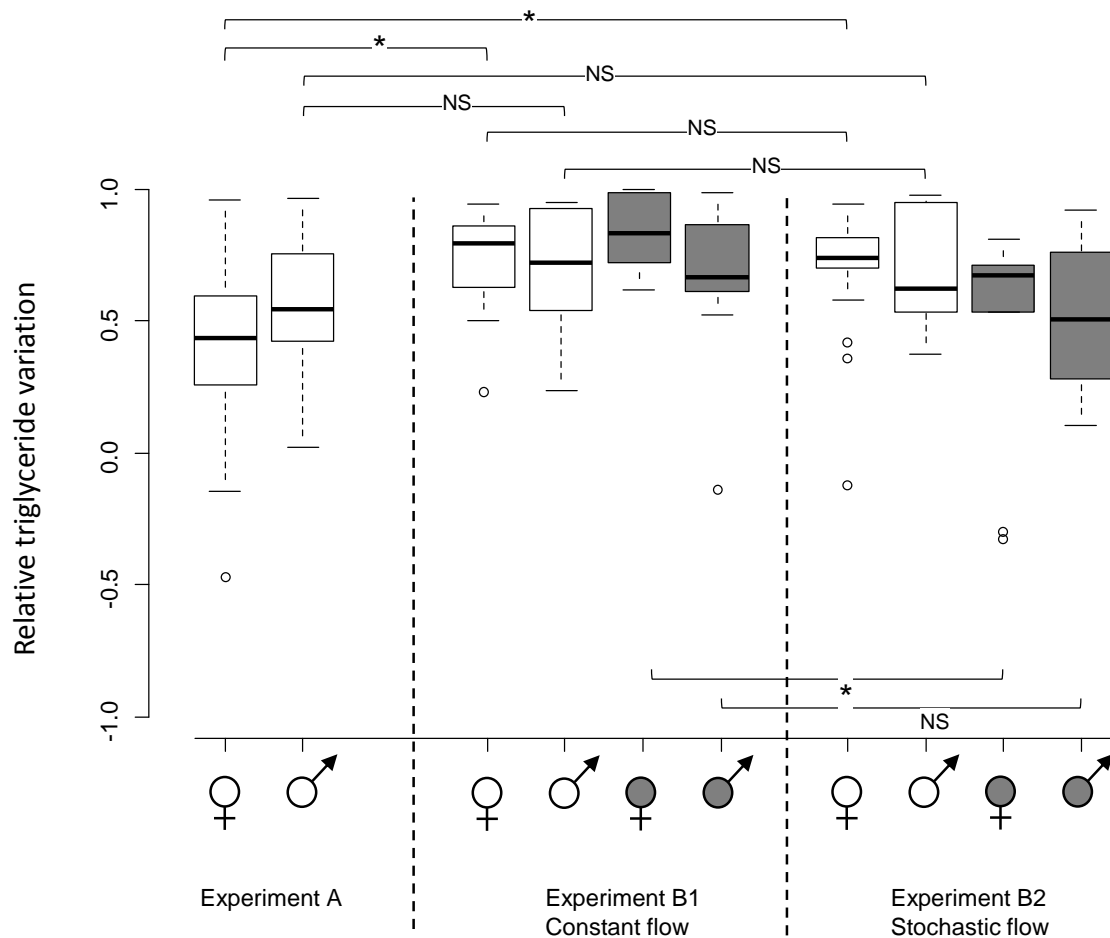 *
*
NS
NS
NS
NS
1.0
0.5
0.0
-0.5
-1.0
Relative triglyceride variation
*
NS
Experiment A
Experiment B1
Constant flow
Experiment B2
Stochastic flow